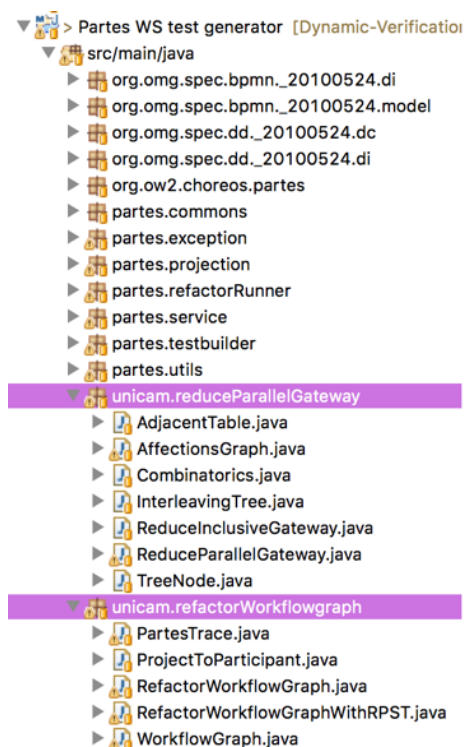 > Partes WS test generator [Dynamic-Verification
src/main/java
org.omg.spec.bpmn._20100524.di
org.omg.spec.bpmn._20100524.model
org.omg.spec.dd._20100524.dc
org.omg.spec.dd._20100524.di
org.ow2.choreos.partes
partes.commons
partes.exception
partes.projection
partes.refactorRunner
partes.service
partes.testbuilder
partes.utils
unicam.reduceParallelGateway
AdjacentTable.java
AffectionsGraph.java
Combinatorics.java
InterleavingTree.java
ReduceInclusiveGateway.java
ReduceParallelGateway.java
TreeNode.java
unicam.refactorWorkflowgraph
PartesTrace.java
ProjectToParticipant.java
RefactorWorkflowGraph.java
RefactorWorkflowGraphWithRPST.java
WorkflowGraph.java